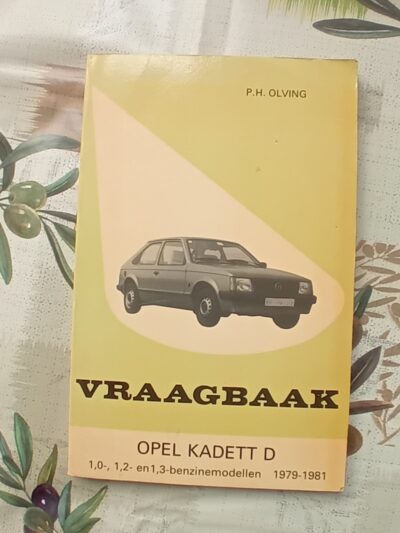 P.H. OLVING
VRAAGBAAK
OPEL KADETT D
1,0-, 1,2- en1,3-benzinemodellen 1979-1981